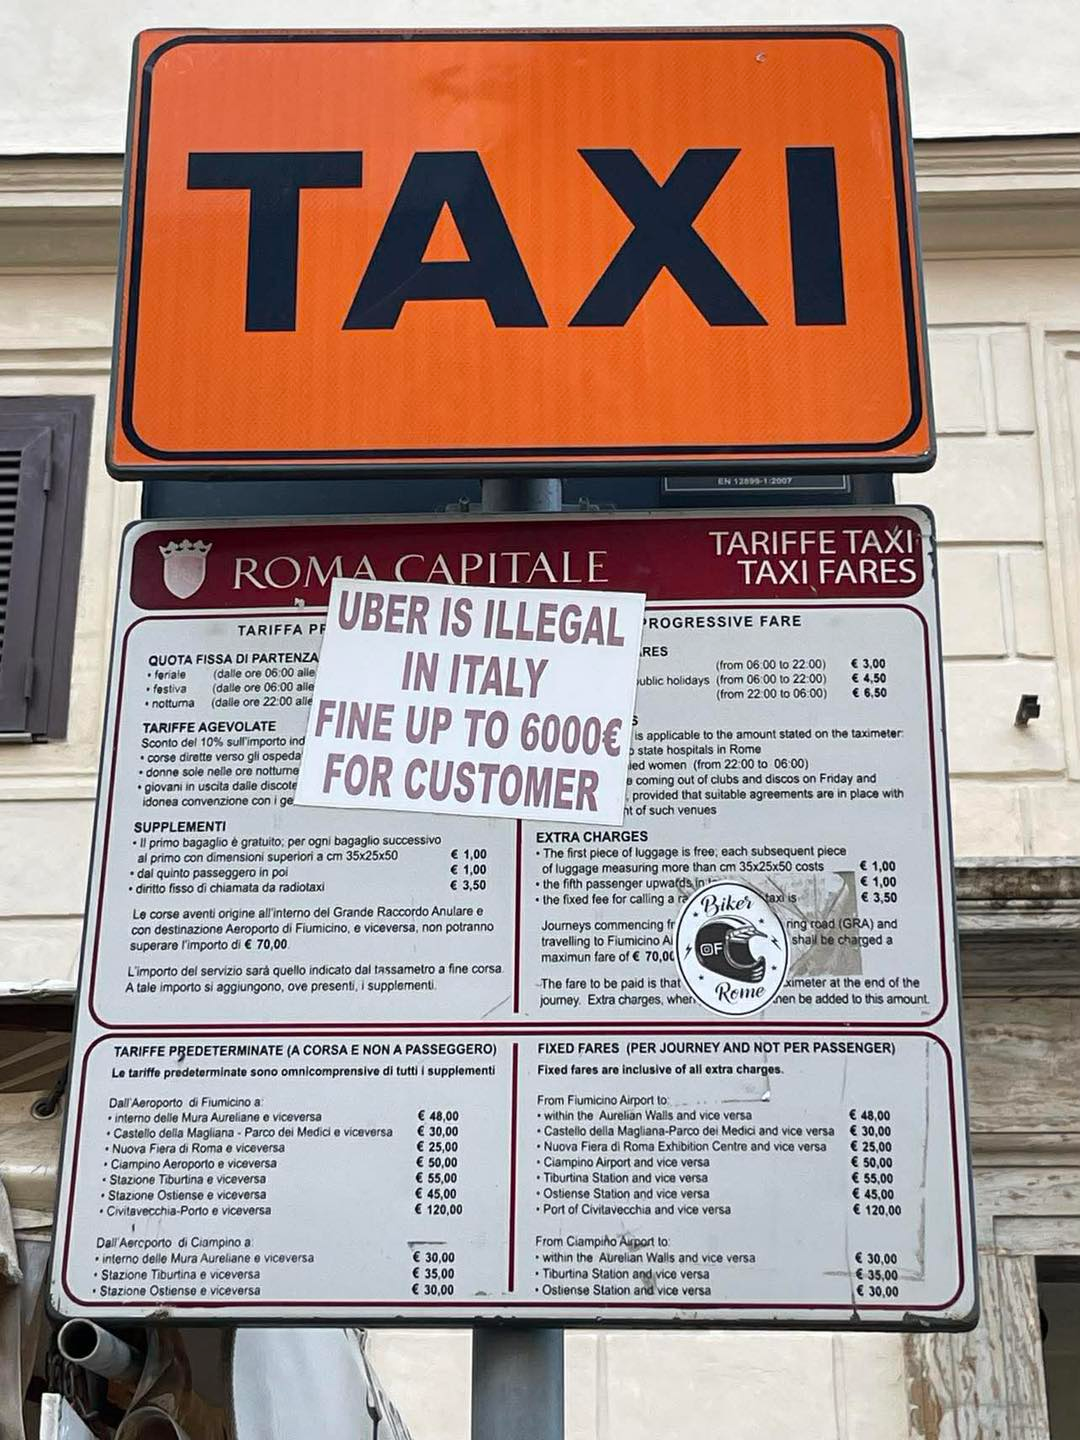 TAXI
EN 12899-1:2007
ROMA CAPITALE
TARIFFE TAXI
TAXI FARES
UBER IS ILLEGAL
IN ITALY
FINE UP TO 6000€
FOR CUSTOMER
TARIFFA PR
QUOTA FISSA DI PARTENZA
• feriale (dalle ore 06:00 alle
• festiva (dalle ore 06:00 alle
• notturna (dalle ore 22:00 alle
TARIFFE AGEVOLATE
Sconto del 10% sull'importo ind
• corse dirette verso gli ospeda
• donne sole nelle ore notturne
• giovani in uscita dalle discote
idonea convenzione con i ge
SUPPLEMENTI
• Il primo bagaglio è gratuito; per ogni bagaglio successivo
al primo con dimensioni superiori a cm 35x25x50 € 1,00
• dal quinto passeggero in poi € 1,00
• diritto fisso di chiamata da radiotaxi € 3,50
Le corse aventi origine all'interno del Grande Raccordo Anulare e
con destinazione Aeroporto di Fiumicino, e viceversa, non potranno
superare l'importo di € 70,00.
L'importo del servizio sarà quello indicato dal tassametro a fine corsa.
A tale importo si aggiungono, ove presenti, i supplementi.
PROGRESSIVE FARE
RES
(from 06:00 to 22:00) € 3,00
ublic holidays (from 06:00 to 22:00) € 4,50
(from 22:00 to 06:00) € 6,50
S
is applicable to the amount stated on the taximeter:
o state hospitals in Rome
ied women (from 22:00 to 06:00)
e coming out of clubs and discos on Friday and
, provided that suitable agreements are in place with
nt of such venues
EXTRA CHARGES
• The first piece of luggage is free; each subsequent piece
of luggage measuring more than cm 35x25x50 costs € 1,00
• the fifth passenger upwards € 1,00
• the fixed fee for calling a ra taxi is € 3,50
Journeys commencing fr ring road (GRA) and
travelling to Fiumicino Ai shall be charged a
maximun fare of € 70,00
The fare to be paid is that ximeter at the end of the
journey. Extra charges, when hen be added to this amount.
Biker
OF
Rome
TARIFFE PREDETERMINATE (A CORSA E NON A PASSEGGERO)
Le tariffe predeterminate sono omnicomprensive di tutti i supplementi
Dall'Aeroporto di Fiumicino a:
• interno delle Mura Aureliane e viceversa € 48,00
• Castello della Magliana - Parco dei Medici e viceversa € 30,00
• Nuova Fiera di Roma e viceversa € 25,00
• Ciampino Aeroporto e viceversa € 50,00
• Stazione Tiburtina e viceversa € 55,00
• Stazione Ostiense e viceversa € 45,00
• Civitavecchia-Porto e viceversa € 120,00
Dall'Aeroporto di Ciampino a:
• interno delle Mura Aureliane e viceversa € 30,00
• Stazione Tiburtina e viceversa € 35,00
• Stazione Ostiense e viceversa € 30,00
FIXED FARES (PER JOURNEY AND NOT PER PASSENGER)
Fixed fares are inclusive of all extra charges.
From Fiumicino Airport to:
• within the Aurelian Walls and vice versa € 48,00
• Castello della Magliana-Parco dei Medici and vice versa € 30,00
• Nuova Fiera di Roma Exhibition Centre and vice versa € 25,00
• Ciampino Airport and vice versa € 50,00
• Tiburtina Station and vice versa € 55,00
• Ostiense Station and vice versa € 45,00
• Port of Civitavecchia and vice versa € 120,00
From Ciampino Airport to:
• within the Aurelian Walls and vice versa € 30,00
• Tiburtina Station and vice versa € 35,00
• Ostiense Station and vice versa € 30,00